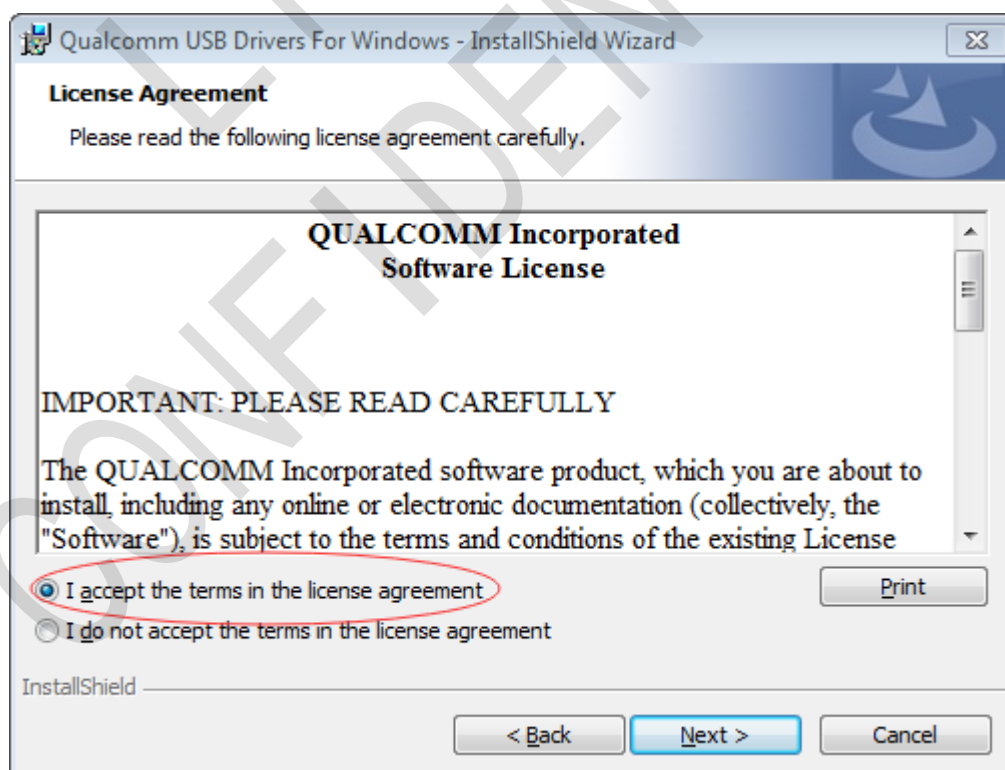 Qualcomm USB Drivers For Windows - InstallShield Wizard
License Agreement
Please read the following license agreement carefully.
QUALCOMM Incorporated
Software License
IMPORTANT: PLEASE READ CAREFULLY
The QUALCOMM Incorporated software product, which you are about to
install, including any online or electronic documentation (collectively, the
"Software"), is subject to the terms and conditions of the existing License
I accept the terms in the license agreement
Print
I do not accept the terms in the license agreement
InstallShield
< Back
Next >
Cancel